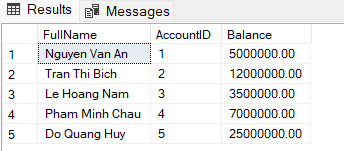 Results Messages
FullName AccountID Balance
1 Nguyen Van An 1 5000000.00
2 Tran Thi Bich 2 12000000.00
3 Le Hoang Nam 3 3500000.00
4 Pham Minh Chau 4 7000000.00
5 Do Quang Huy 5 25000000.00